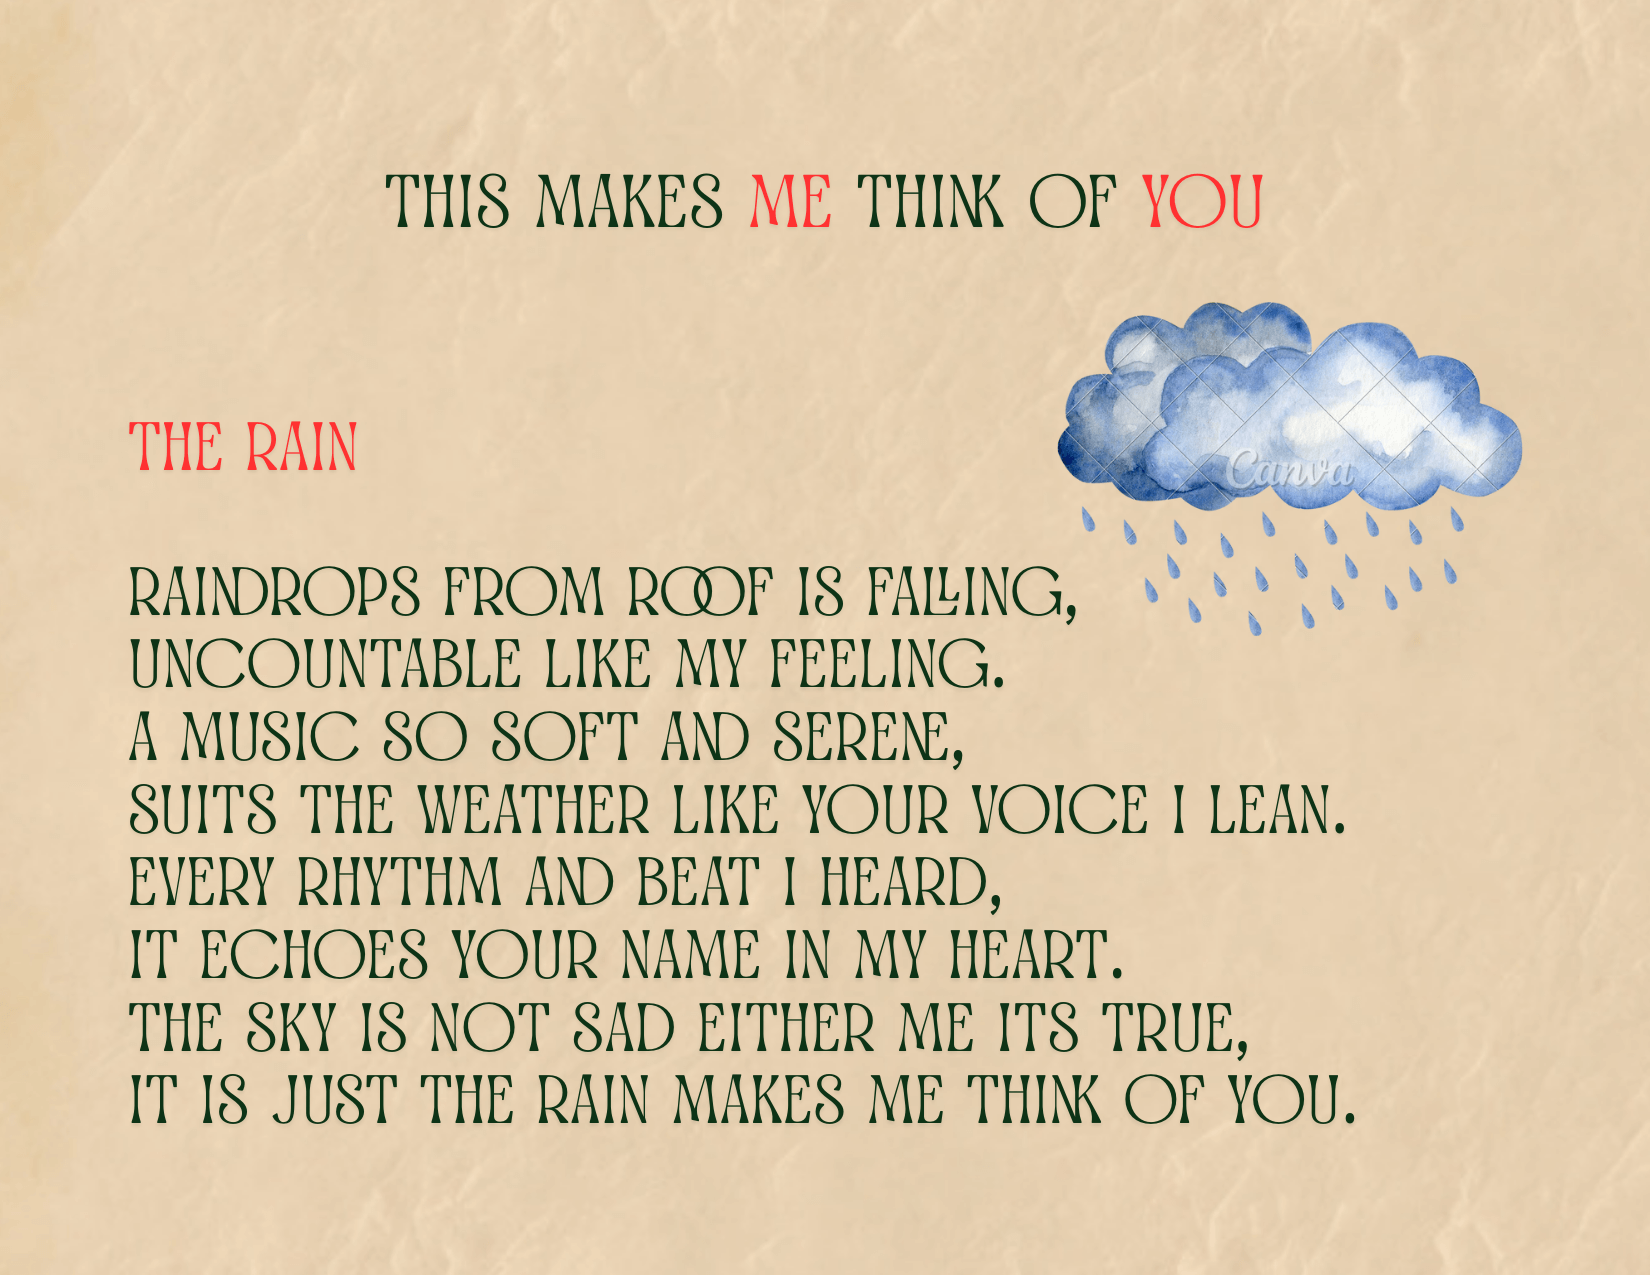 THIS MAKES ME THINK OF YOU
THE RAIN
Canva
RAINDROPS FROM ROOF IS FALLING,
UNCOUNTABLE LIKE MY FEELING.
A MUSIC SO SOFT AND SERENE,
SUITS THE WEATHER LIKE YOUR VOICE I LEAN.
EVERY RHYTHM AND BEAT I HEARD,
IT ECHOES YOUR NAME IN MY HEART.
THE SKY IS NOT SAD EITHER ME ITS TRUE,
IT IS JUST THE RAIN MAKES ME THINK OF YOU.